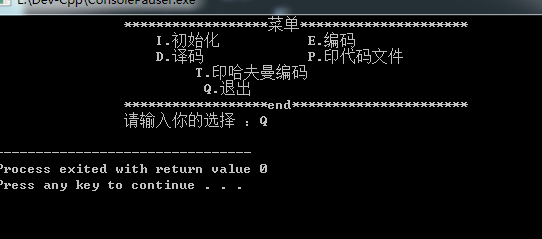 E:\Dev-Cpp\ConsolePauser.exe
******************菜单*********************
I.初始化 E.编码
D.译码 P.印代码文件
T.印哈夫曼编码
Q.退出
******************end**********************
请输入你的选择 : Q
--------------------------------
Process exited with return value 0
Press any key to continue . . .